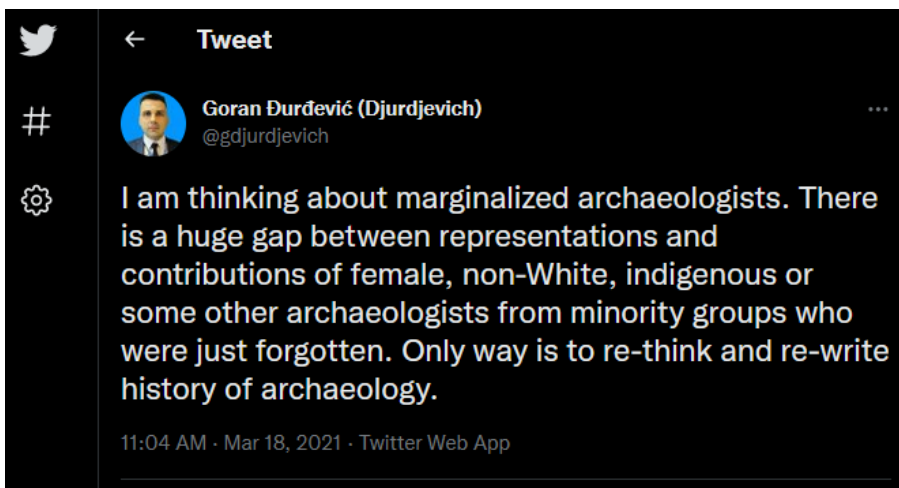 Tweet
Goran Đurđević (Djurdjevich)
@gdjurdjevich
I am thinking about marginalized archaeologists. There
is a huge gap between representations and
contributions of female, non-White, indigenous or
some other archaeologists from minority groups who
were just forgotten. Only way is to re-think and re-write
history of archaeology.
11:04 AM · Mar 18, 2021 · Twitter Web App